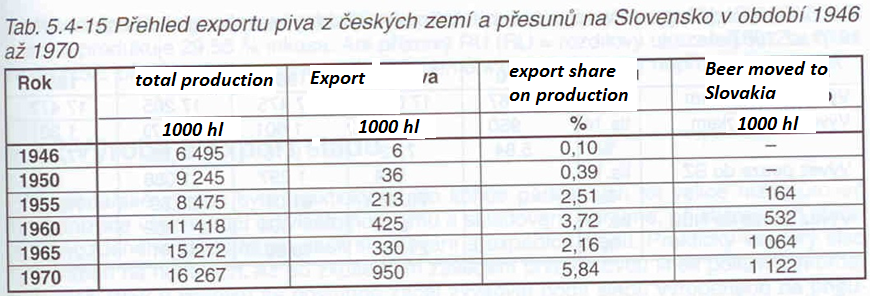 Tab. 5.4-15 Přehled exportu piva z českých zemí a přesunů na Slovensko v období 1946
až 1970
Rok total production Export va export share on production Beer moved to Slovakia
1000 hl 1000 hl % 1000 hl
1946 6 495 6 0,10 –
1950 9 245 36 0,39 –
1955 8 475 213 2,51 164
1960 11 418 425 3,72 532
1965 15 272 330 2,16 1 064
1970 16 267 950 5,84 1 122